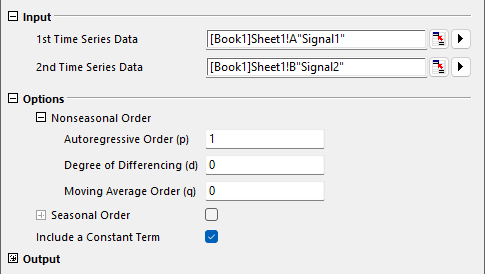 Input
1st Time Series Data [Book1]Sheet1!A"Signal1"
2nd Time Series Data [Book1]Sheet1!B"Signal2"
Options
Nonseasonal Order
Autoregressive Order (p) 1
Degree of Differencing (d) 0
Moving Average Order (q) 0
Seasonal Order
Include a Constant Term
Output